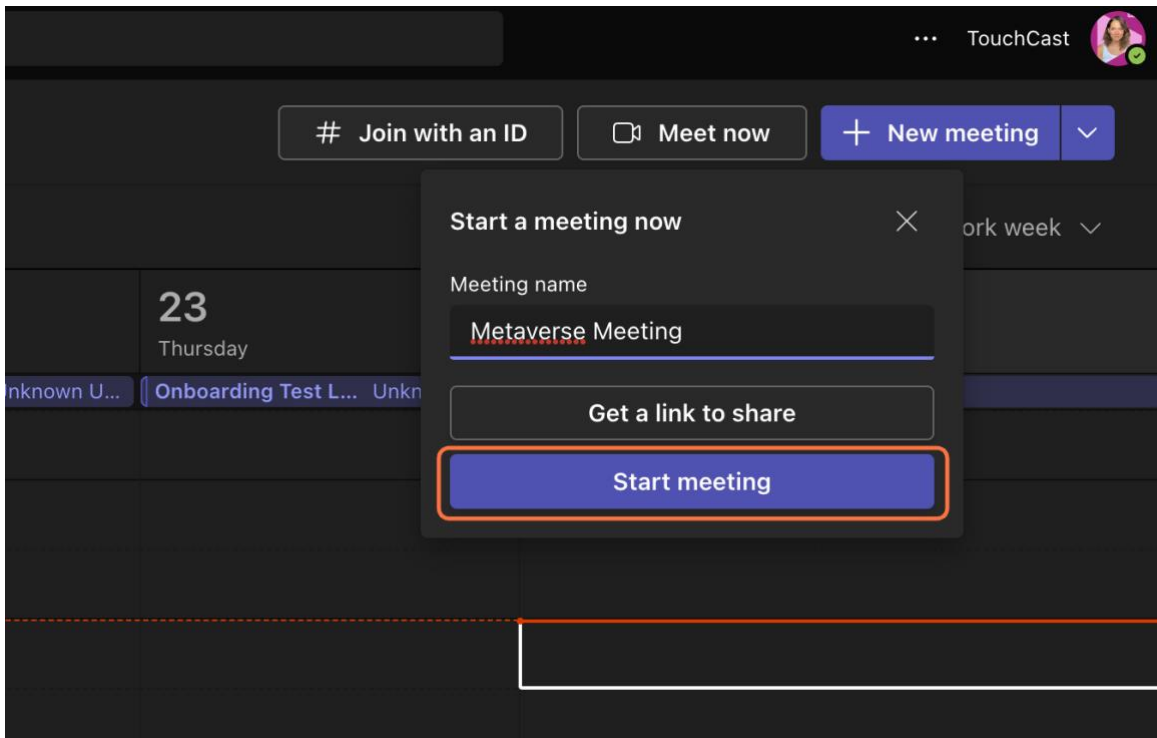 ... TouchCast
# Join with an ID Meet now + New meeting
Start a meeting now
ork week
Meeting name
23
Metaverse Meeting
Thursday
nknown U... Onboarding Test L... Unkn
Get a link to share
Start meeting